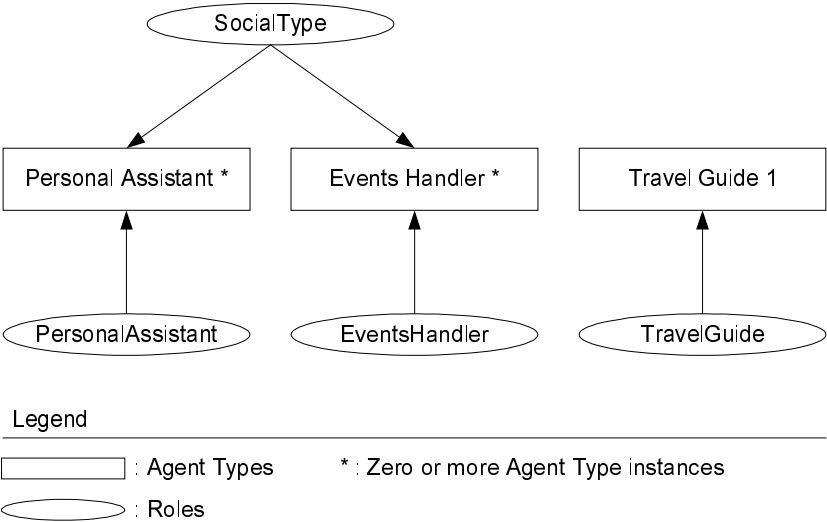 SocialType
Personal Assistant *
Events Handler *
Travel Guide 1
PersonalAssistant
EventsHandler
TravelGuide
Legend
: Agent Types
* : Zero or more Agent Type instances
: Roles